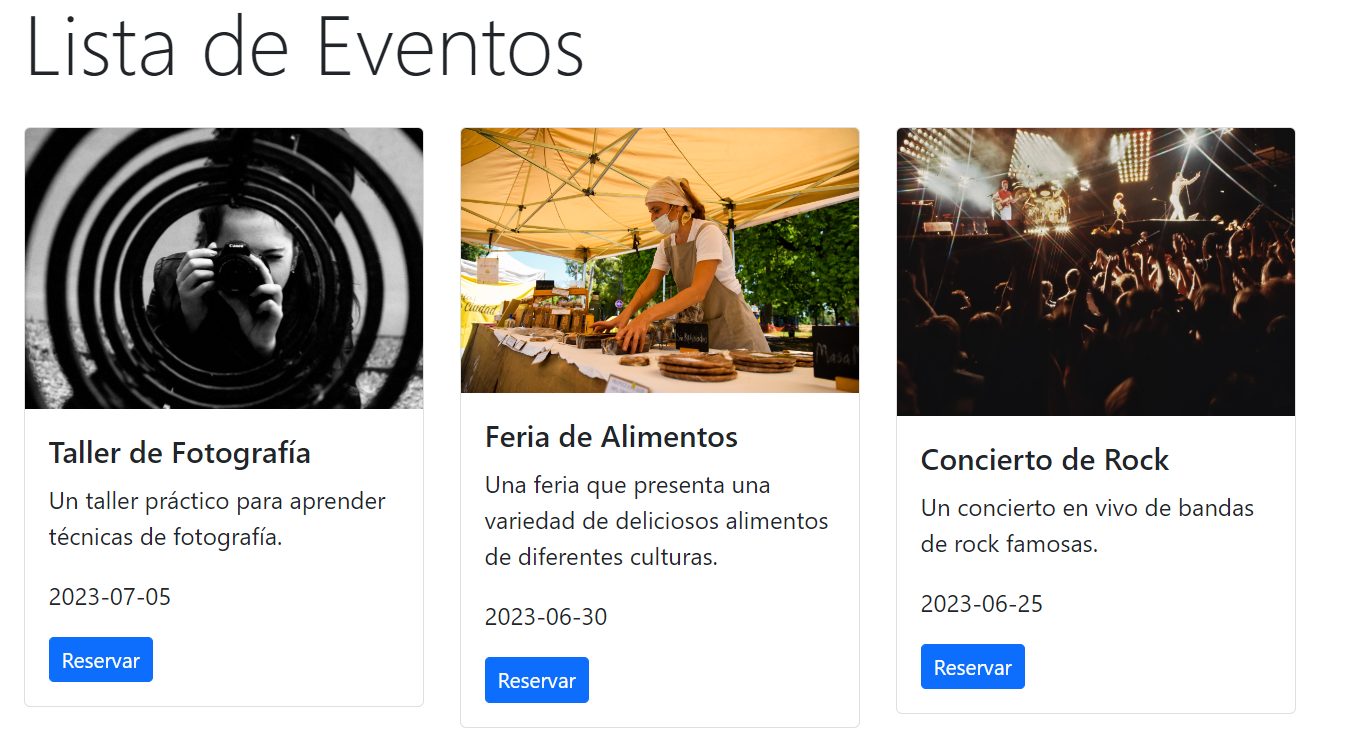 Lista de Eventos
Canon
Ciudad
Taller de Fotografía
Un taller práctico para aprender
técnicas de fotografía.
2023-07-05
Reservar
Feria de Alimentos
Una feria que presenta una
variedad de deliciosos alimentos
de diferentes culturas.
2023-06-30
Reservar
Concierto de Rock
Un concierto en vivo de bandas
de rock famosas.
2023-06-25
Reservar